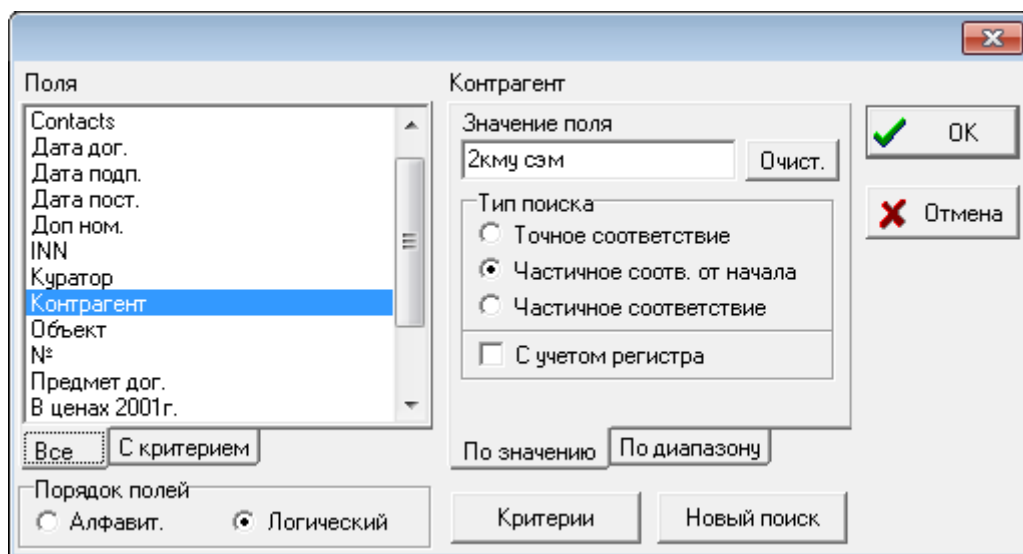 Поля
Contacts
Дата дог.
Дата подп.
Дата пост.
Доп ном.
INN
Куратор
Контрагент
Объект
№
Предмет дог.
В ценах 2001г.
Все
С критерием
Порядок полей
Алфавит.
Логический
Контрагент
Значение поля
2кму сэм
Очист.
Тип поиска
Точное соответствие
Частичное соотв. от начала
Частичное соответствие
С учетом регистра
По значению
По диапазону
Критерии
Новый поиск
OK
Отмена